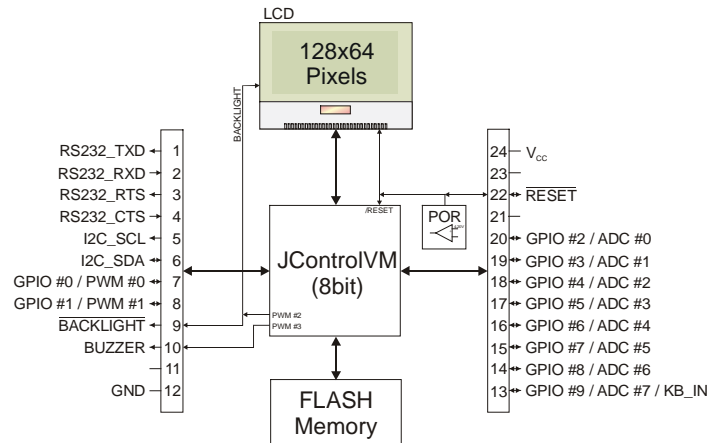 LCD
128x64
Pixels
BACKLIGHT
RS232_TXD 1
RS232_RXD 2
RS232_RTS 3
RS232_CTS 4
I2C_SCL 5
I2C_SDA 6
GPIO #0 / PWM #0 7
GPIO #1 / PWM #1 8
BACKLIGHT 9
BUZZER 10
11
GND 12
/RESET
JControlVM
(8bit)
PWM #2
PWM #3
FLASH
Memory
POR
24 VCC
23
22 RESET
21
20 GPIO #2 / ADC #0
19 GPIO #3 / ADC #1
18 GPIO #4 / ADC #2
17 GPIO #5 / ADC #3
16 GPIO #6 / ADC #4
15 GPIO #7 / ADC #5
14 GPIO #8 / ADC #6
13 GPIO #9 / ADC #7 / KB_IN